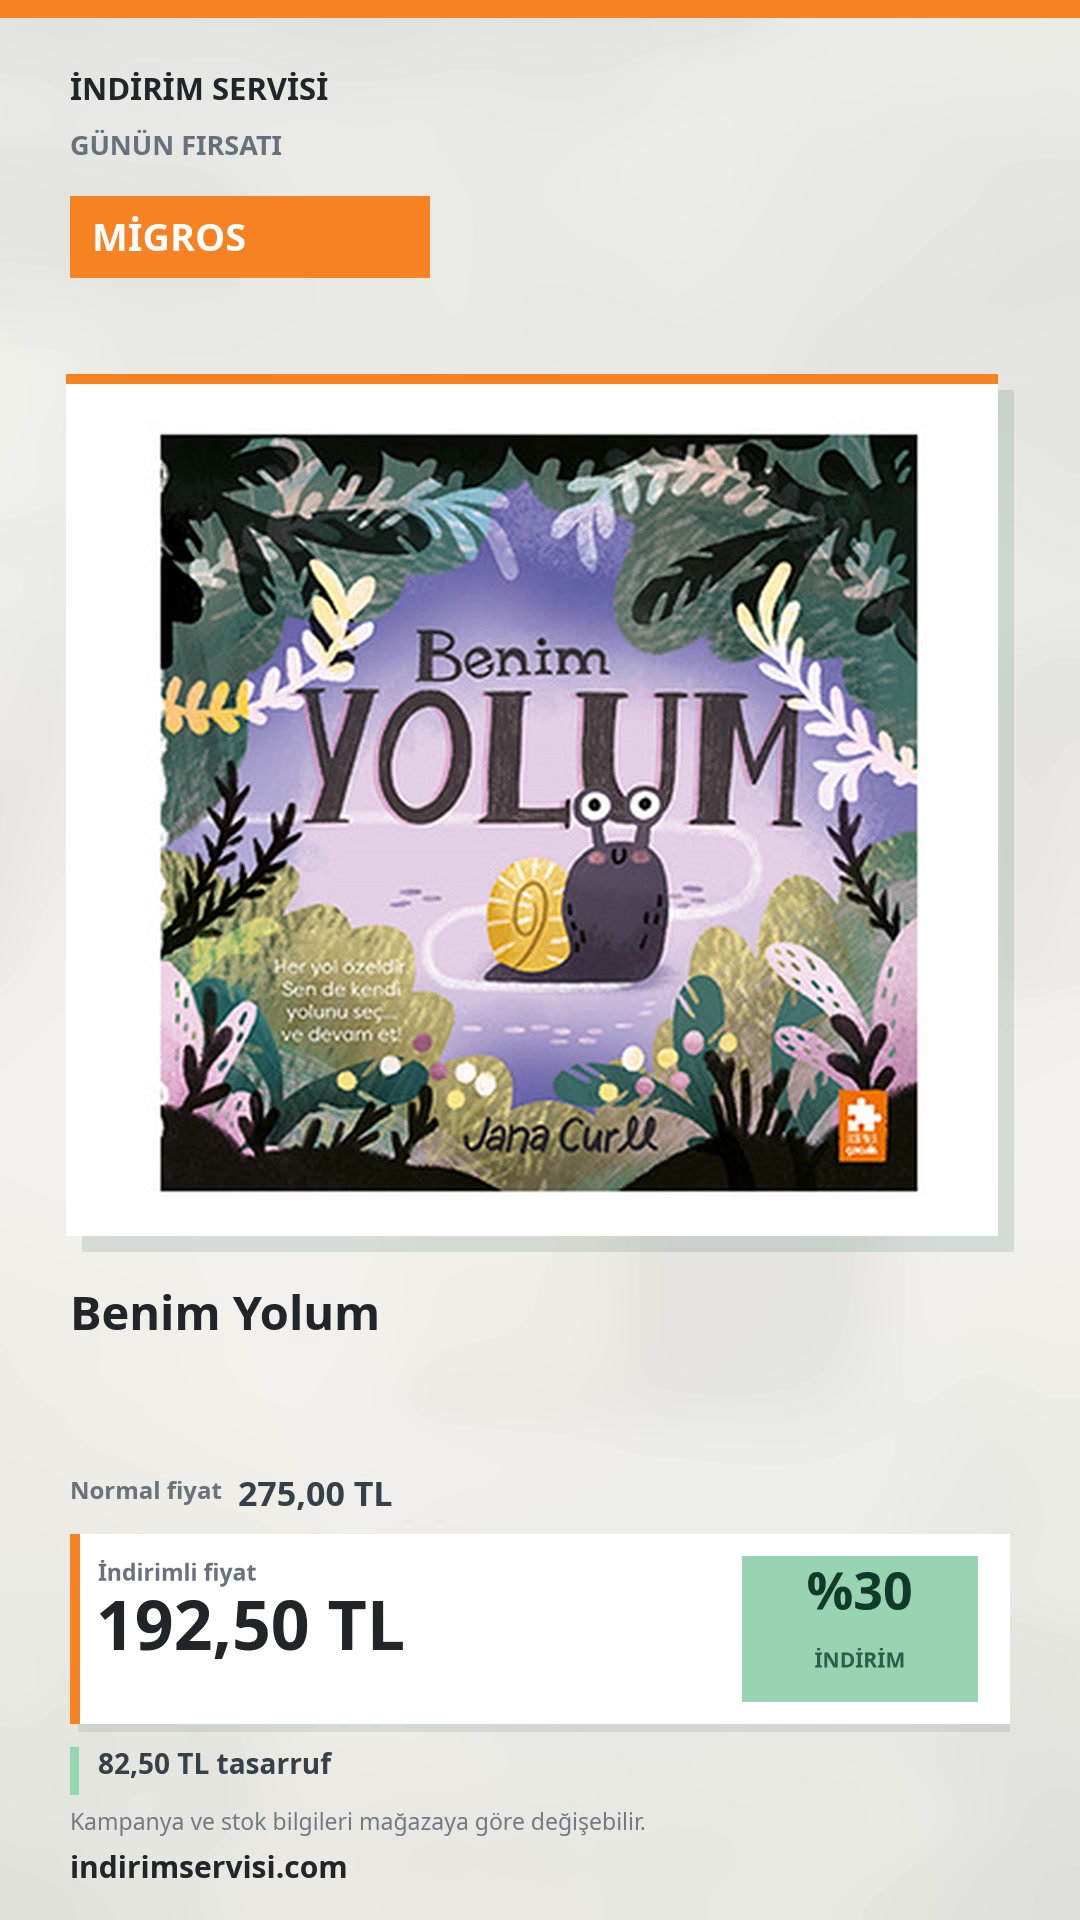 İNDİRİM SERVİSİ
GÜNÜN FIRSATI
MİGROS
Benim
YOLUM
Her yol özeldir.
Sen de kendi
yolunu seç...
ve devam et!
Jana Curll
Benim Yolum
Normal fiyat 275,00 TL
İndirimli fiyat
192,50 TL
%30
İNDİRİM
82,50 TL tasarruf
Kampanya ve stok bilgileri mağazaya göre değişebilir.
indirimservisi.com